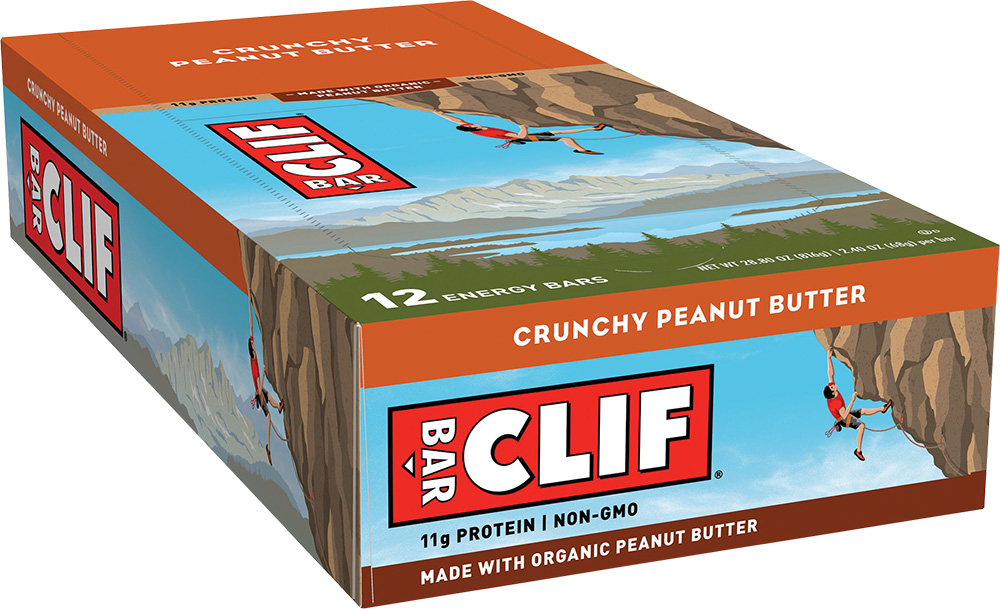 CRUNCHY
PEANUT BUTTER
11g PROTEIN
– MADE WITH ORGANIC –
PEANUT BUTTER
NON-GMO
CLIF
BAR
12 ENERGY BARS
NET WT 28.80 OZ (816g) | 2.40 OZ (68g) per bar
CRUNCHY PEANUT BUTTER
BAR
CLIF
CRUNCHY PEANUT BUTTER
BAR
CLIF®
11g PROTEIN | NON-GMO
MADE WITH ORGANIC PEANUT BUTTER